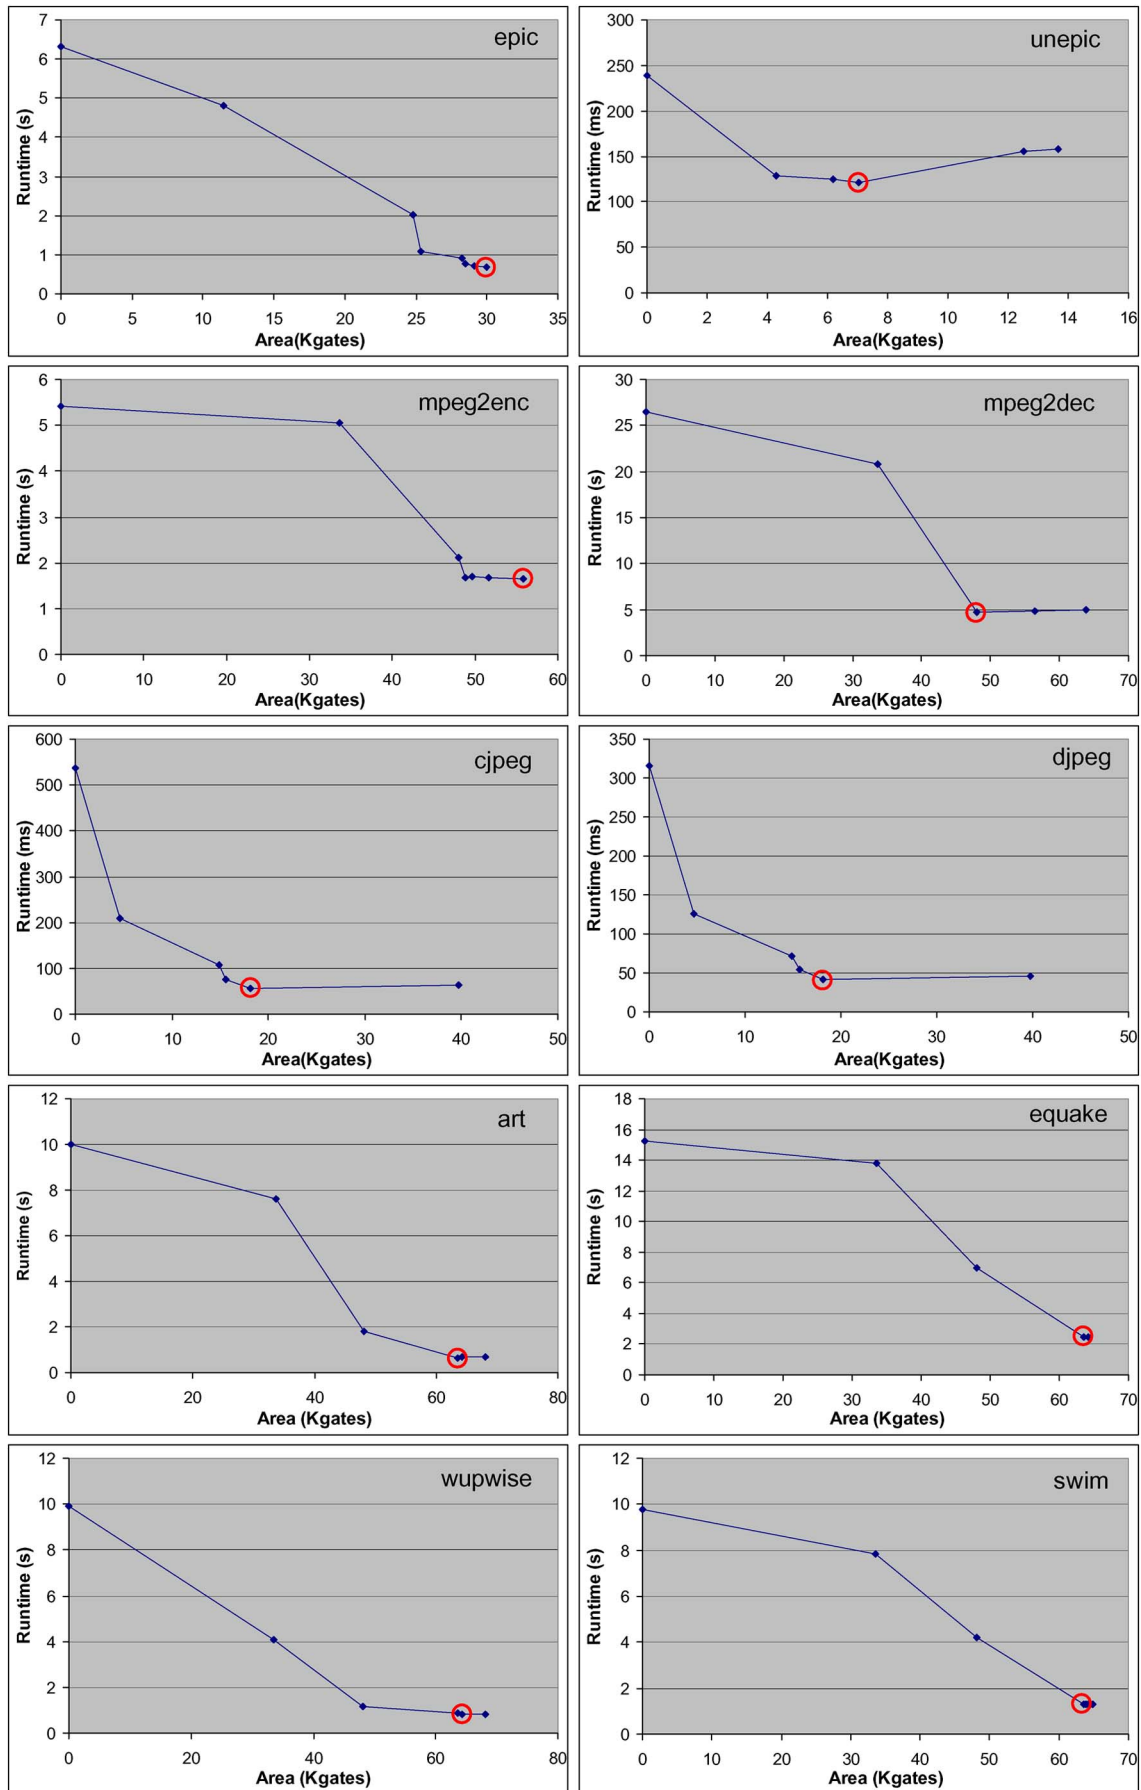 epic
Runtime (s)
7
6
5
4
3
2
1
0
0 5 10 15 20 25 30 35
Area(Kgates)
unepic
Runtime (ms)
300
250
200
150
100
50
0
0 2 4 6 8 10 12 14 16
Area(Kgates)
mpeg2enc
Runtime (s)
6
5
4
3
2
1
0
0 10 20 30 40 50 60
Area(Kgates)
mpeg2dec
Runtime (s)
30
25
20
15
10
5
0
0 10 20 30 40 50 60 70
Area(Kgates)
cjpeg
Runtime (ms)
600
500
400
300
200
100
0
0 10 20 30 40 50
Area(Kgates)
djpeg
Runtime (ms)
350
300
250
200
150
100
50
0
0 10 20 30 40 50
Area(Kgates)
art
Runtime (s)
12
10
8
6
4
2
0
0 20 40 60 80
Area (Kgates)
equake
Runtime (s)
18
16
14
12
10
8
6
4
2
0
0 10 20 30 40 50 60 70
Area (Kgates)
wupwise
Runtime (s)
12
10
8
6
4
2
0
0 20 40 60 80
Area (Kgates)
swim
Runtime (s)
12
10
8
6
4
2
0
0 10 20 30 40 50 60 70
Area (Kgates)